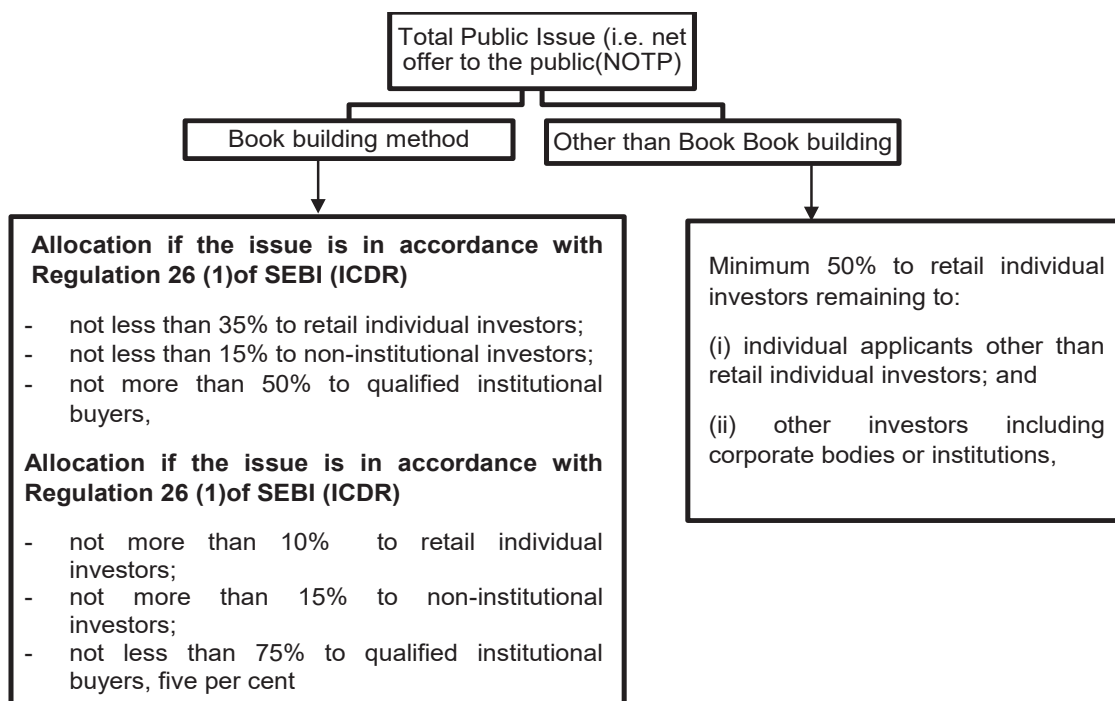 Total Public Issue (i.e. net
offer to the public(NOTP)
Book building method
Other than Book Book building
Allocation if the issue is in accordance with
Regulation 26 (1)of SEBI (ICDR)
- not less than 35% to retail individual investors;
- not less than 15% to non-institutional investors;
- not more than 50% to qualified institutional
buyers,
Allocation if the issue is in accordance with
Regulation 26 (1)of SEBI (ICDR)
- not more than 10% to retail individual
investors;
- not more than 15% to non-institutional
investors;
- not less than 75% to qualified institutional
buyers, five per cent
Minimum 50% to retail individual
investors remaining to:
(i) individual applicants other than
retail individual investors; and
(ii) other investors including
corporate bodies or institutions,